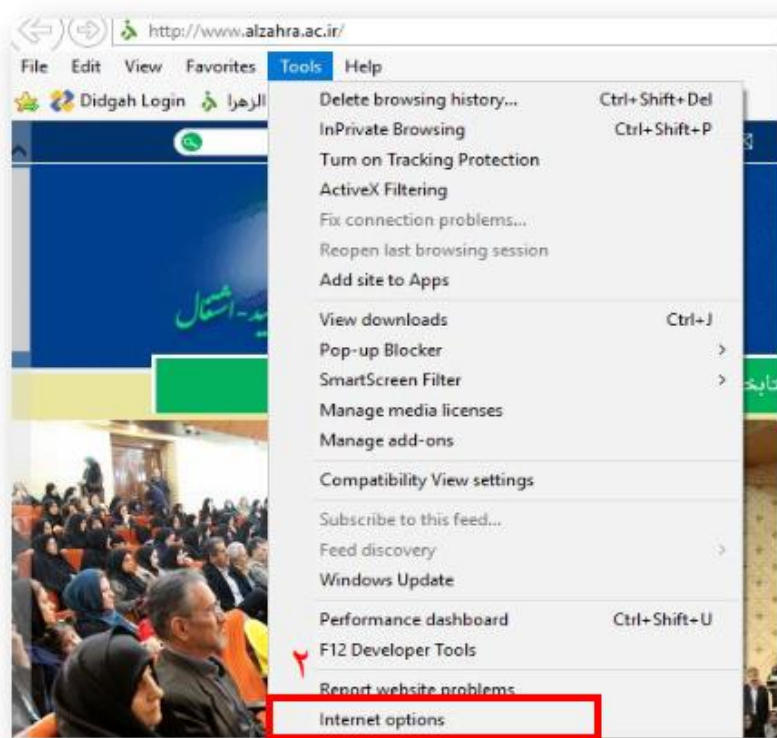 http://www.alzahra.ac.ir/
File Edit View Favorites Tools Help
Didgah Login الزهرا
Delete browsing history... Ctrl+Shift+Del
InPrivate Browsing Ctrl+Shift+P
Turn on Tracking Protection
ActiveX Filtering
Fix connection problems...
Reopen last browsing session
Add site to Apps
View downloads Ctrl+J
Pop-up Blocker
SmartScreen Filter
Manage media licenses
Manage add-ons
Compatibility View settings
Subscribe to this feed...
Feed discovery
Windows Update
Performance dashboard Ctrl+Shift+U
F12 Developer Tools
۲
Report website problems
Internet options